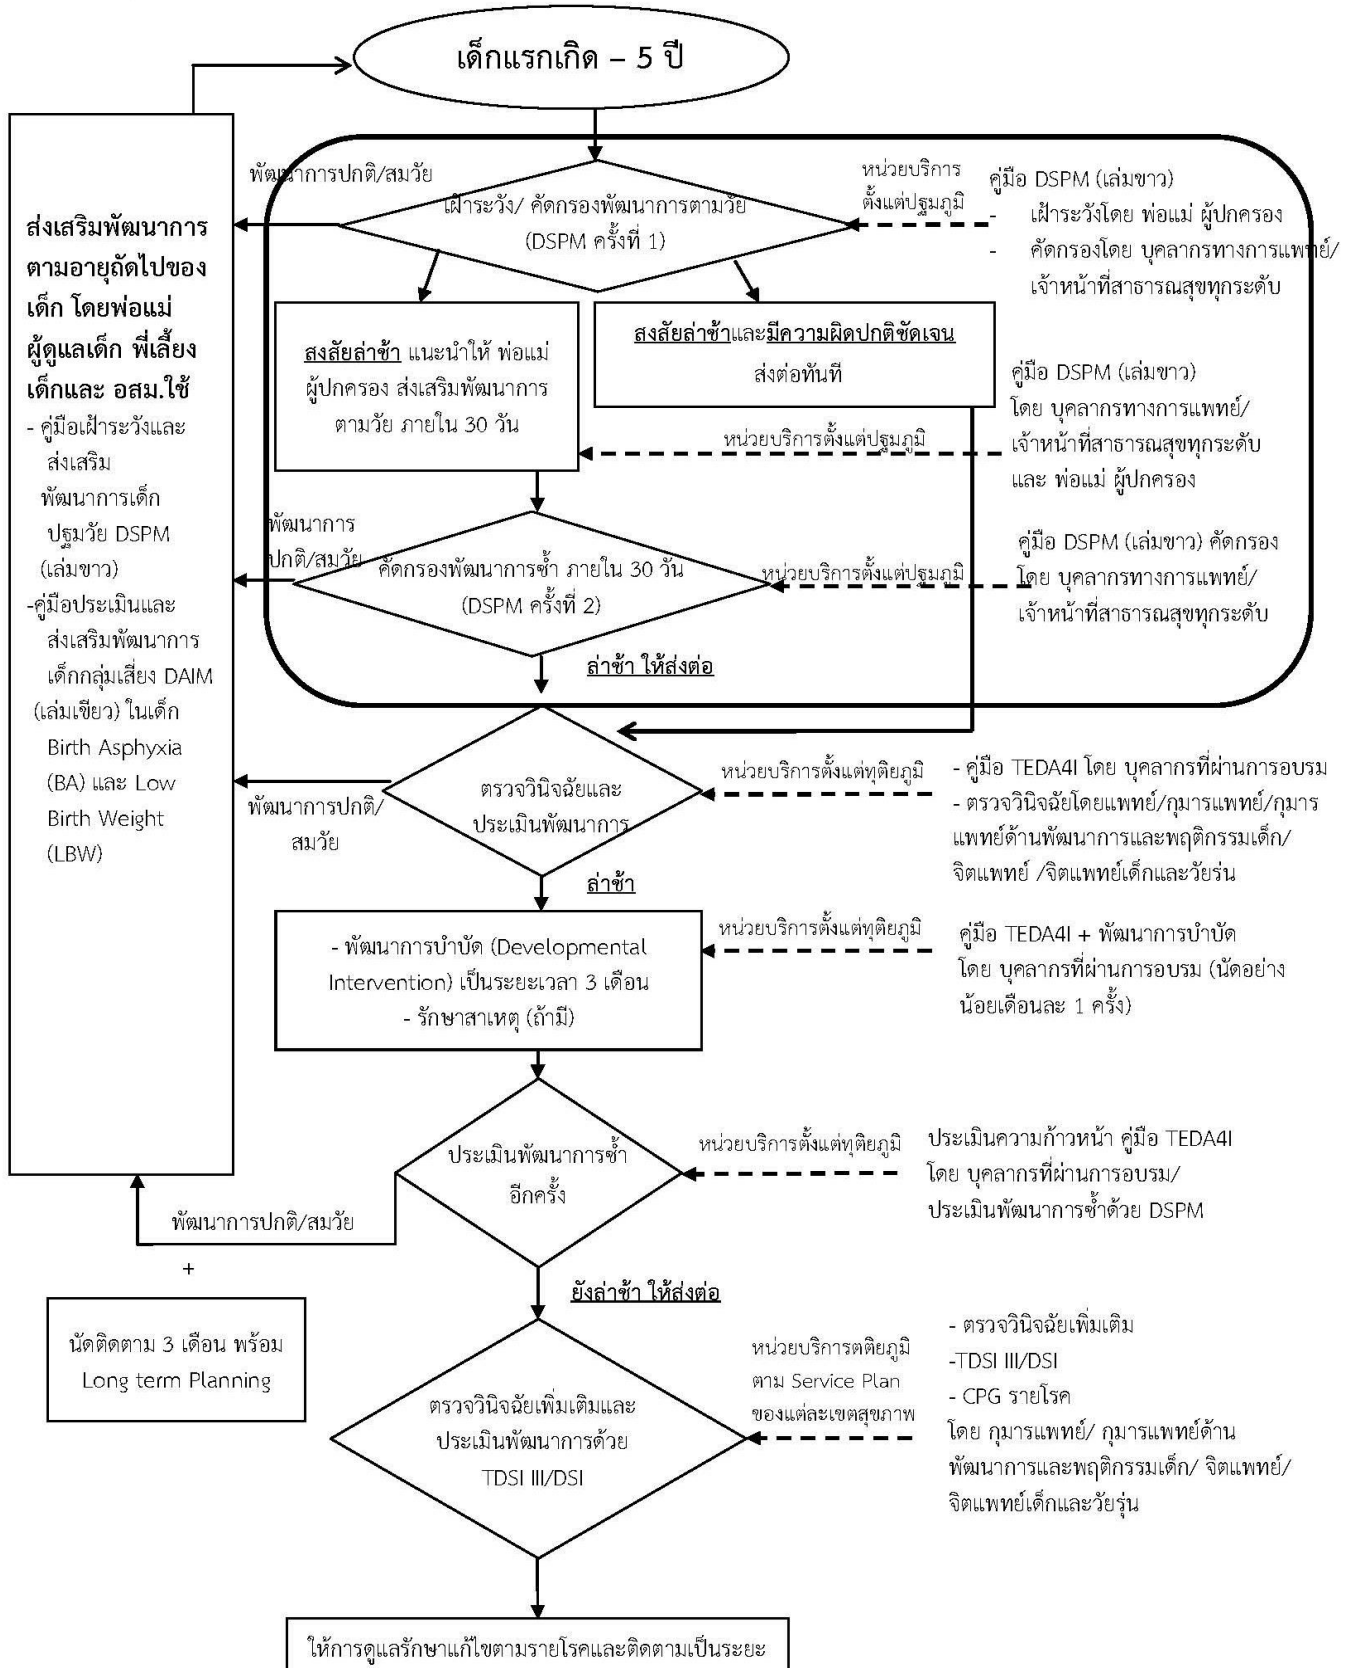 เด็กแรกเกิด – 5 ปี
พัฒนาการปกติ/สมวัย
เฝ้าระวัง/ คัดกรองพัฒนาการตามวัย
(DSPM ครั้งที่ 1)
หน่วยบริการ
ตั้งแต่ปฐมภูมิ
คู่มือ DSPM (เล่มขาว)
- เฝ้าระวังโดย พ่อแม่ ผู้ปกครอง
- คัดกรองโดย บุคลากรทางการแพทย์/
เจ้าหน้าที่สาธารณสุขทุกระดับ
ส่งเสริมพัฒนาการ
ตามอายุถัดไปของ
เด็ก โดยพ่อแม่
ผู้ดูแลเด็ก พี่เลี้ยง
เด็กและ อสม.ใช้
- คู่มือเฝ้าระวังและ
ส่งเสริม
พัฒนาการเด็ก
ปฐมวัย DSPM
(เล่มขาว)
-คู่มือประเมินและ
ส่งเสริมพัฒนาการ
เด็กกลุ่มเสี่ยง DAIM
(เล่มเขียว) ในเด็ก
Birth Asphyxia
(BA) และ Low
Birth Weight
(LBW)
สงสัยล่าช้า แนะนำให้ พ่อแม่
ผู้ปกครอง ส่งเสริมพัฒนาการ
ตามวัย ภายใน 30 วัน
สงสัยล่าช้าและมีความผิดปกติชัดเจน
ส่งต่อทันที
หน่วยบริการตั้งแต่ปฐมภูมิ
คู่มือ DSPM (เล่มขาว)
โดย บุคลากรทางการแพทย์/
เจ้าหน้าที่สาธารณสุขทุกระดับ
และ พ่อแม่ ผู้ปกครอง
พัฒนาการ
ปกติ/สมวัย
คัดกรองพัฒนาการซ้ำ ภายใน 30 วัน
(DSPM ครั้งที่ 2)
หน่วยบริการตั้งแต่ปฐมภูมิ
คู่มือ DSPM (เล่มขาว) คัดกรอง
โดย บุคลากรทางการแพทย์/
เจ้าหน้าที่สาธารณสุขทุกระดับ
ล่าช้า ให้ส่งต่อ
พัฒนาการปกติ/
สมวัย
ตรวจวินิจฉัยและ
ประเมินพัฒนาการ
หน่วยบริการตั้งแต่ทุติยภูมิ
- คู่มือ TEDA4I โดย บุคลากรที่ผ่านการอบรม
- ตรวจวินิจฉัยโดยแพทย์/กุมารแพทย์/กุมาร
แพทย์ด้านพัฒนาการและพฤติกรรมเด็ก/
จิตแพทย์ /จิตแพทย์เด็กและวัยรุ่น
ล่าช้า
- พัฒนาการบำบัด (Developmental
Intervention) เป็นระยะเวลา 3 เดือน
- รักษาสาเหตุ (ถ้ามี)
หน่วยบริการตั้งแต่ทุติยภูมิ
คู่มือ TEDA4I + พัฒนาการบำบัด
โดย บุคลากรที่ผ่านการอบรม (นัดอย่าง
น้อยเดือนละ 1 ครั้ง)
ประเมินพัฒนาการซ้ำ
อีกครั้ง
หน่วยบริการตั้งแต่ทุติยภูมิ
ประเมินความก้าวหน้า คู่มือ TEDA4I
โดย บุคลากรที่ผ่านการอบรม/
ประเมินพัฒนาการซ้ำด้วย DSPM
พัฒนาการปกติ/สมวัย
+
นัดติดตาม 3 เดือน พร้อม
Long term Planning
ยังล่าช้า ให้ส่งต่อ
ตรวจวินิจฉัยเพิ่มเติมและ
ประเมินพัฒนาการด้วย
TDSI III/DSI
หน่วยบริการตติยภูมิ
ตาม Service Plan
ของแต่ละเขตสุขภาพ
- ตรวจวินิจฉัยเพิ่มเติม
-TDSI III/DSI
- CPG รายโรค
โดย กุมารแพทย์/ กุมารแพทย์ด้าน
พัฒนาการและพฤติกรรมเด็ก/ จิตแพทย์/
จิตแพทย์เด็กและวัยรุ่น
ให้การดูแลรักษาแก้ไขตามรายโรคและติดตามเป็นระยะ